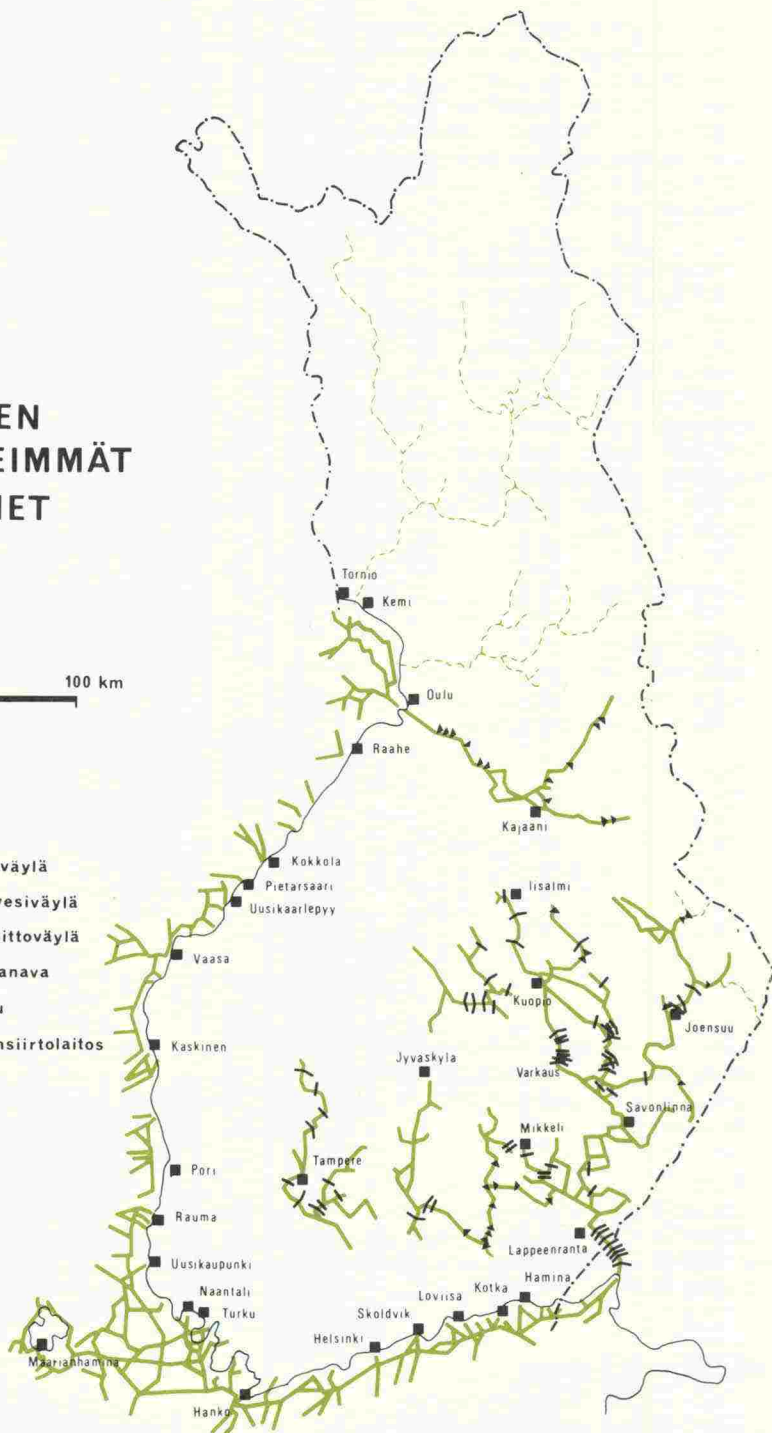 EN
EIMMÄT
IET
100 km
väylä
vesiväylä
ittoväylä
anava
u
nsiirtolaitos
Tornio
Kemi
Oulu
Raahe
Kajaani
Kokkola
Pietarsaari
Uusikaarlepyy
Iisalmi
Vaasa
Kuopio
Joensuu
Kaskinen
Jyvaskyla
Varkaus
Savonlinna
Mikkeli
Pori
Tampere
Rauma
Lappeenranta
Uusikaupunki
Naantali
Turku
Hamina
Kotka
Loviisa
Skoldvik
Helsinki
Maarianhamina
Hanko